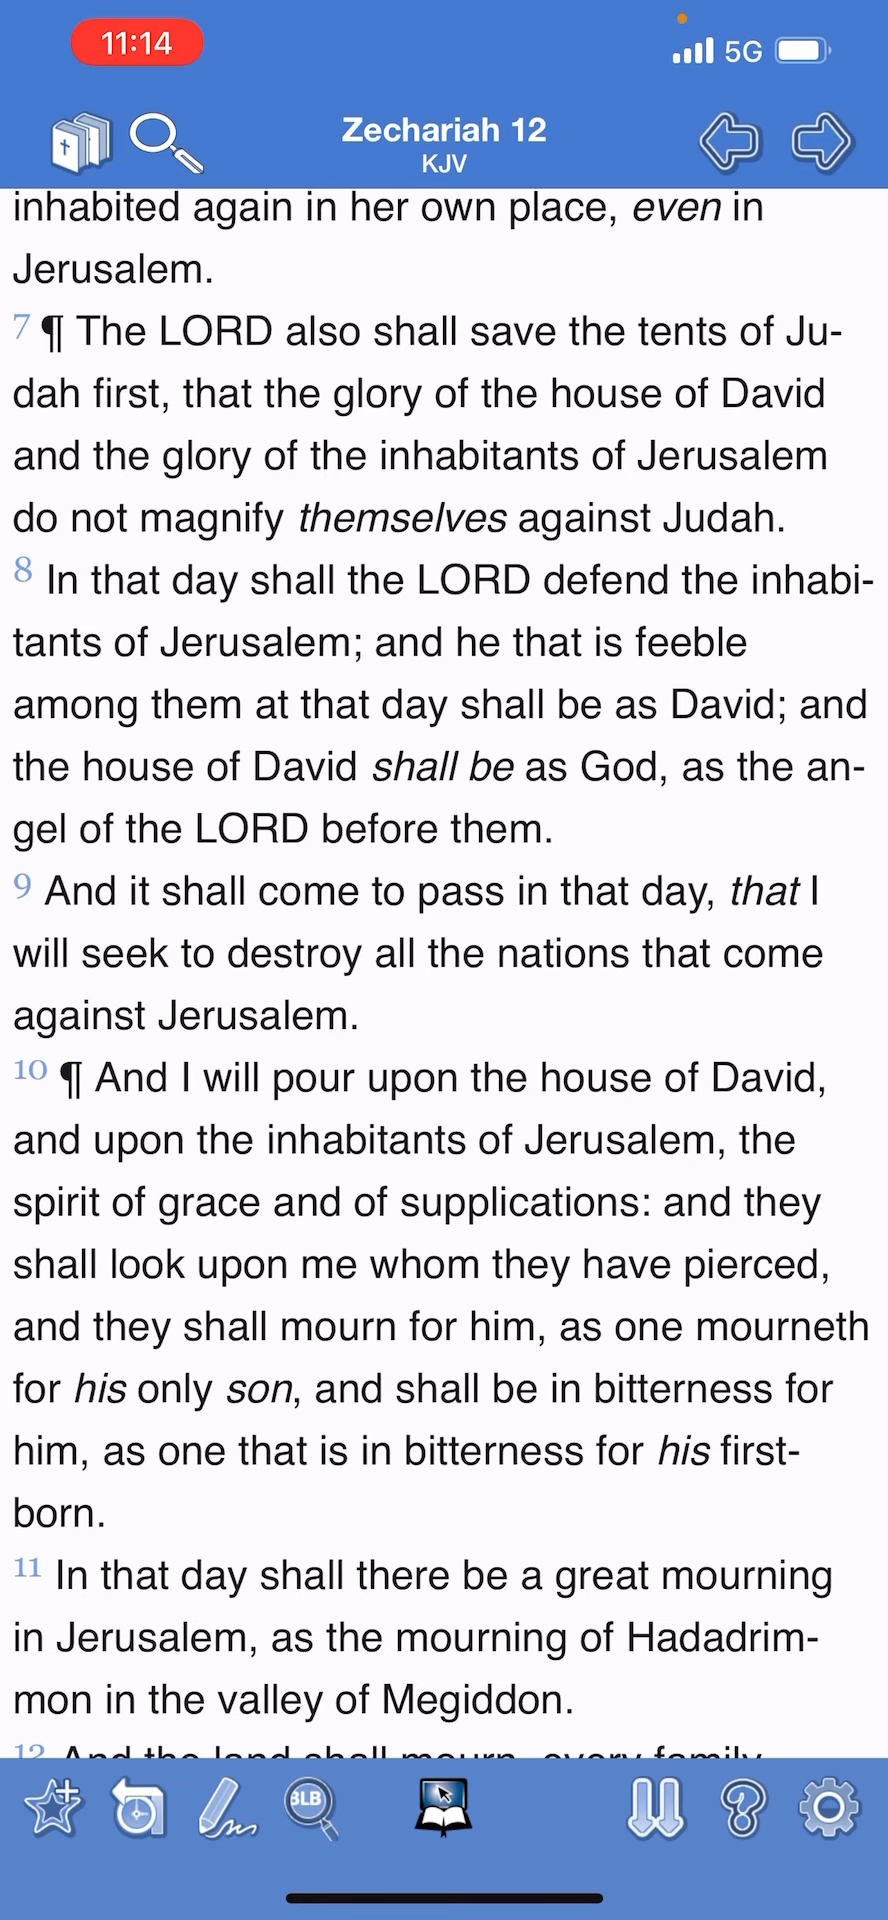 11:14
5G
Zechariah 12
KJV
inhabited again in her own place, even in
Jerusalem.
7 ¶ The LORD also shall save the tents of Ju-
dah first, that the glory of the house of David
and the glory of the inhabitants of Jerusalem
do not magnify themselves against Judah.
8 In that day shall the LORD defend the inhabi-
tants of Jerusalem; and he that is feeble
among them at that day shall be as David; and
the house of David shall be as God, as the an-
gel of the LORD before them.
9 And it shall come to pass in that day, that I
will seek to destroy all the nations that come
against Jerusalem.
10 ¶ And I will pour upon the house of David,
and upon the inhabitants of Jerusalem, the
spirit of grace and of supplications: and they
shall look upon me whom they have pierced,
and they shall mourn for him, as one mourneth
for his only son, and shall be in bitterness for
him, as one that is in bitterness for his first-
born.
11 In that day shall there be a great mourning
in Jerusalem, as the mourning of Hadadrim-
mon in the valley of Megiddon.
12 And the land shall mourn, every family
BLB